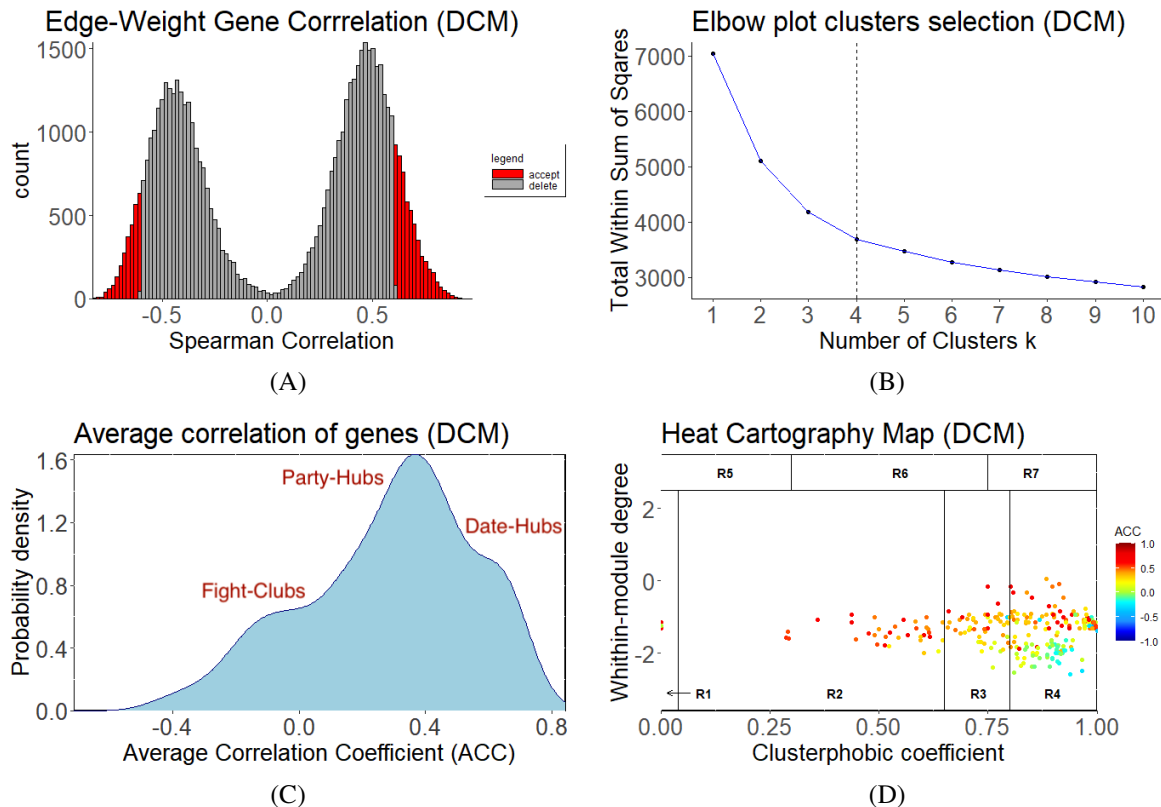 Edge-Weight Gene Corrrelation (DCM)
1500
1000
500
0
count
-0.5
0.0
0.5
Spearman Correlation
legend
accept
delete
(A)
Elbow plot clusters selection (DCM)
7000
6000
5000
4000
3000
Total Within Sum of Sqares
1 2 3 4 5 6 7 8 9 10
Number of Clusters k
(B)
Average correlation of genes (DCM)
1.6
1.2
0.8
0.4
0.0
Probability density
Party-Hubs
Date-Hubs
Fight-Clubs
-0.4 0.0 0.4 0.8
Average Correlation Coefficient (ACC)
(C)
Heat Cartography Map (DCM)
R5 R6 R7
2
0
-2
Whithin-module degree
R1 R2 R3 R4
0.00 0.25 0.50 0.75 1.00
Clusterphobic coefficient
ACC
1.0
0.5
0.0
-0.5
-1.0
(D)